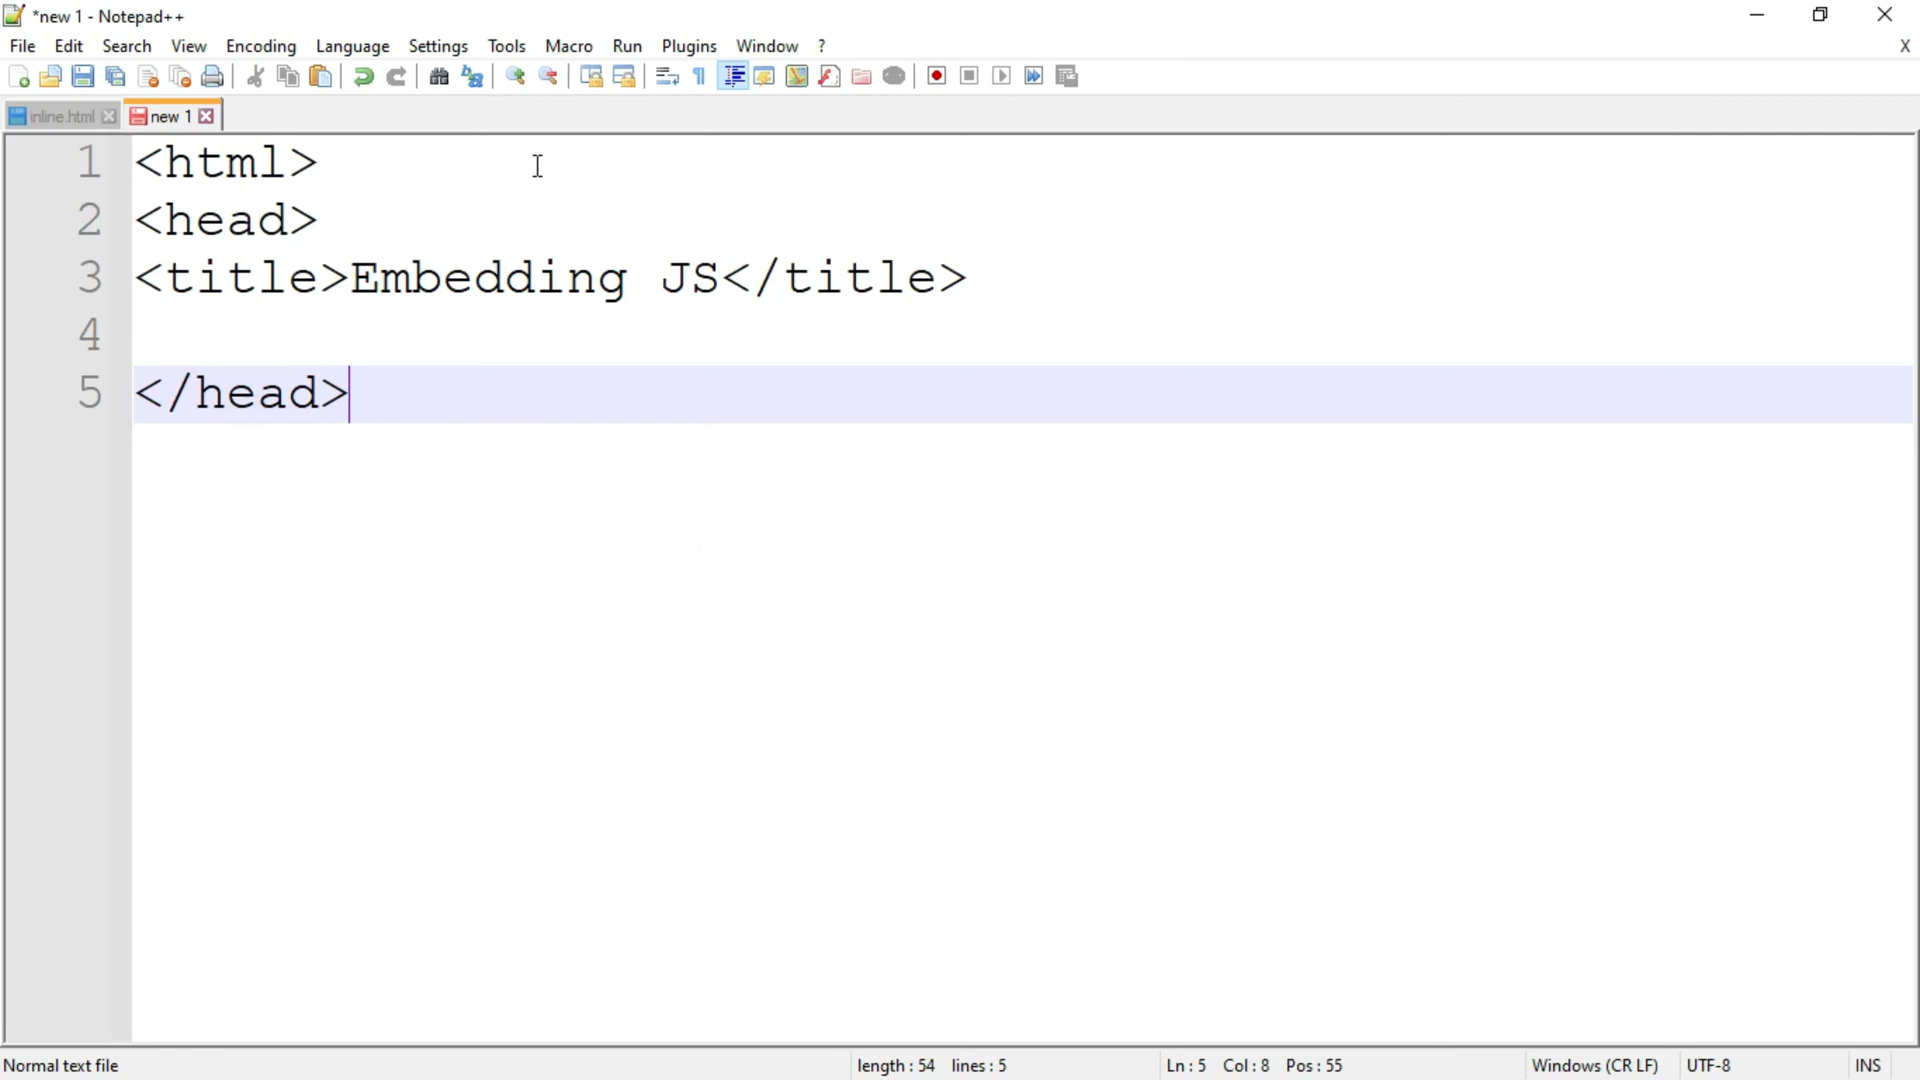 *new 1 - Notepad++
File Edit Search View Encoding Language Settings Tools Macro Run Plugins Window ? X
inline.html new 1
1 <html>
2 <head>
3 <title>Embedding JS</title>
4
5 </head>
Normal text file length : 54 lines : 5 Ln : 5 Col : 8 Pos : 55 Windows (CR LF) UTF-8 INS